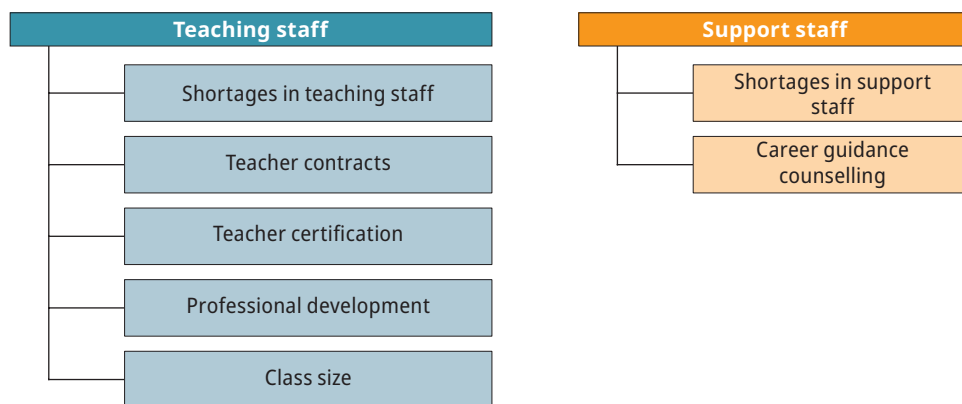 Teaching staff
Shortages in teaching staff
Teacher contracts
Teacher certification
Professional development
Class size
Support staff
Shortages in support
staff
Career guidance
counselling